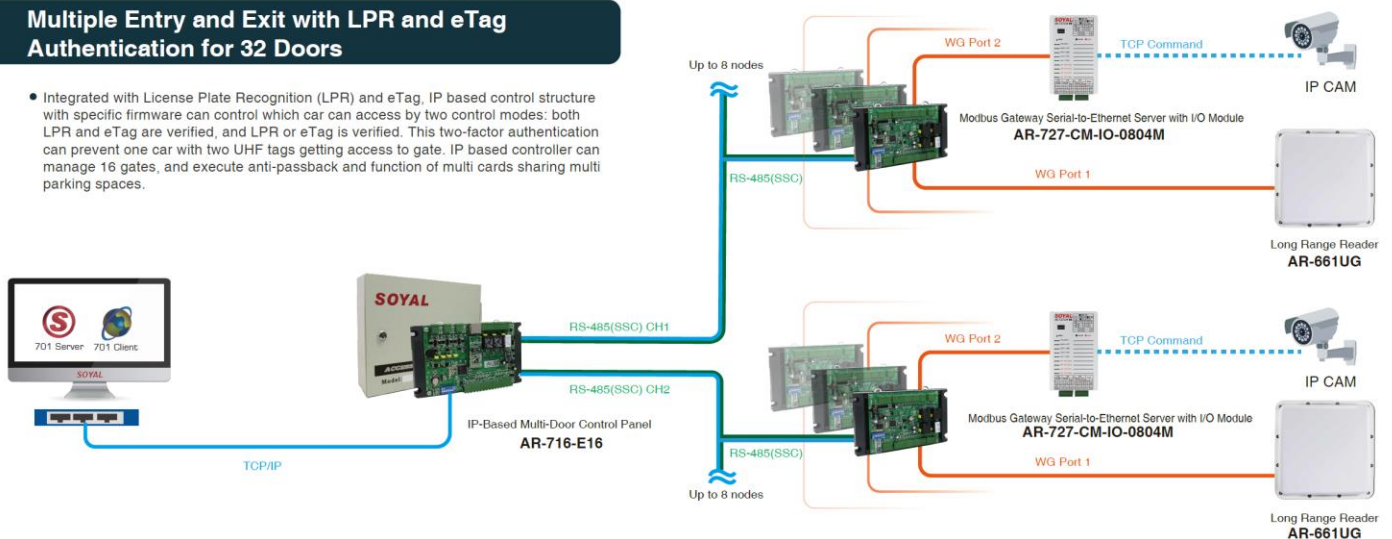 Multiple Entry and Exit with LPR and eTag
Authentication for 32 Doors
● Integrated with License Plate Recognition (LPR) and eTag, IP based control structure
with specific firmware can control which car can access by two control modes: both
LPR and eTag are verified, and LPR or eTag is verified. This two-factor authentication
can prevent one car with two UHF tags getting access to gate. IP based controller can
manage 16 gates, and execute anti-passback and function of multi cards sharing multi
parking spaces.
Up to 8 nodes
WG Port 2
SOYAL
TCP Command
IP CAM
Modbus Gateway Serial-to-Ethernet Server with I/O Module
AR-727-CM-IO-0804M
RS-485(SSC)
WG Port 1
Long Range Reader
AR-661UG
S
701 Server
701 Client
SOYAL
SOYAL
ACCESS
Model:
RS-485(SSC) CH1
RS-485(SSC) CH2
IP-Based Multi-Door Control Panel
AR-716-E16
TCP/IP
WG Port 2
SOYAL
TCP Command
IP CAM
Modbus Gateway Serial-to-Ethernet Server with I/O Module
AR-727-CM-IO-0804M
RS-485(SSC)
WG Port 1
Up to 8 nodes
Long Range Reader
AR-661UG